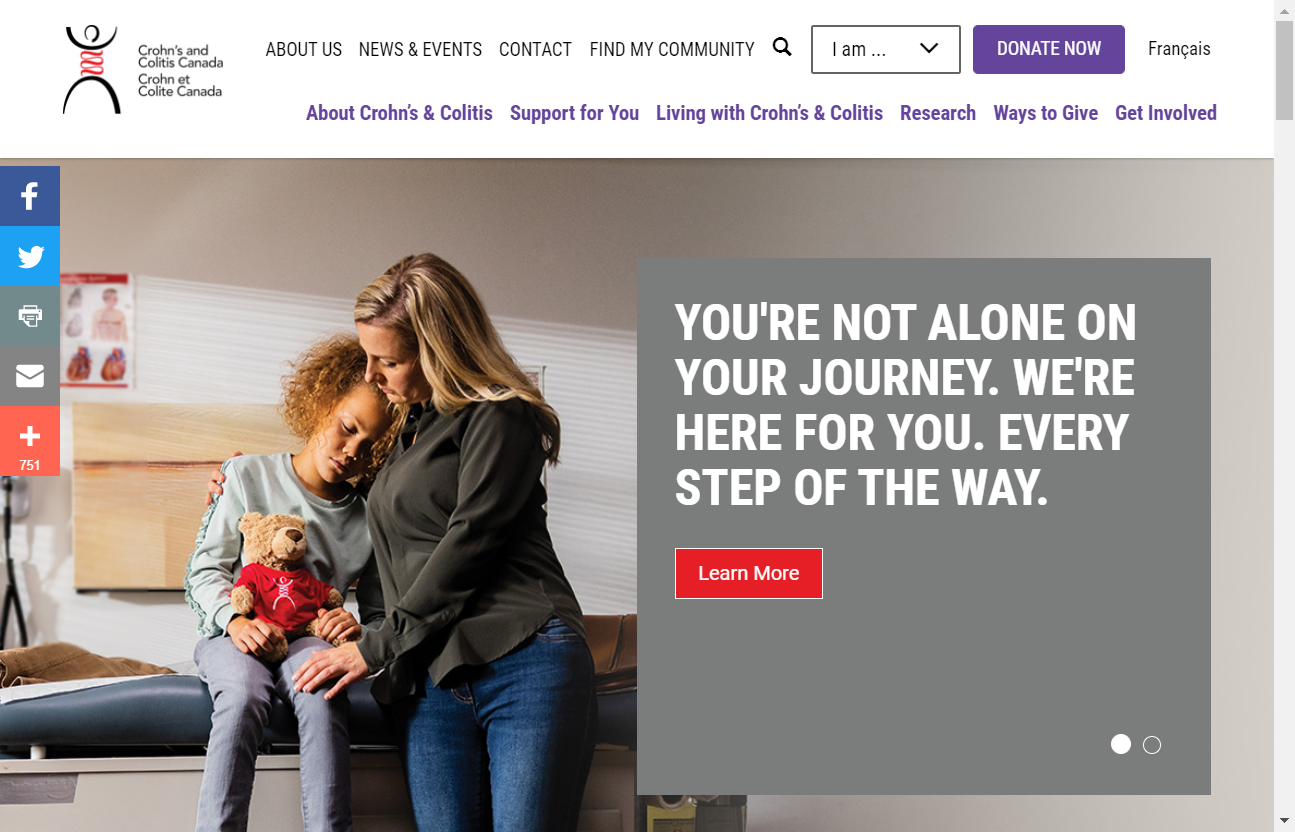 Crohn's and
Colitis Canada
Crohn et
Colite Canada
ABOUT US NEWS & EVENTS CONTACT FIND MY COMMUNITY I am ... DONATE NOW Français
About Crohn's & Colitis Support for You Living with Crohn's & Colitis Research Ways to Give Get Involved
751
YOU'RE NOT ALONE ON
YOUR JOURNEY. WE'RE
HERE FOR YOU. EVERY
STEP OF THE WAY.
Learn More